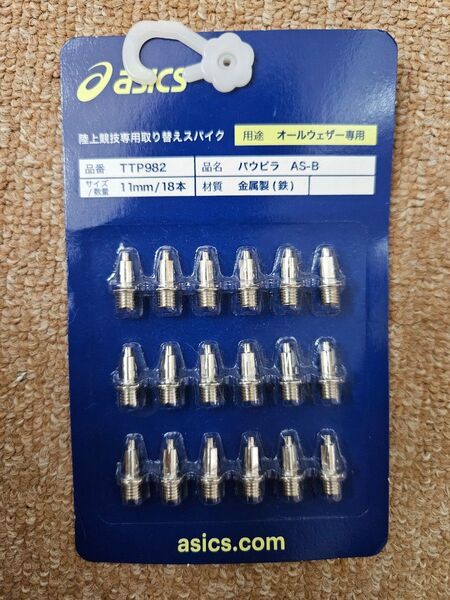 asics
陸上競技専用取り替えスパイク 用途 オールウェザー専用
品番 TTP982 品名 パウピラ AS-B
サイズ/数量 11mm/18本 材質 金属製(鉄)
asics.com